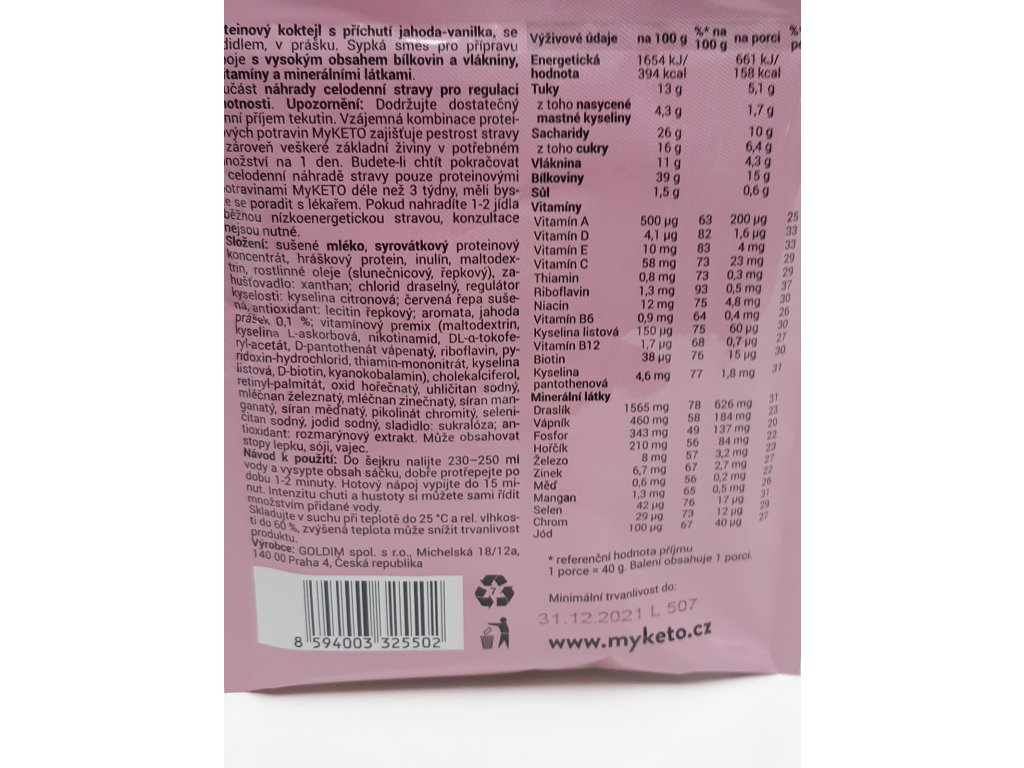 teinový koktejl s příchutí jahoda-vanilka, se
didlem, v prášku. Sypká směs pro přípravu
oje s vysokým obsahem bílkovin a vlákniny,
tamíny a minerálními látkami.
učást náhrady celodenní stravy pro regulaci
otnosti. Upozornění: Dodržujte dostatečný
nní příjem tekutin. Vzájemná kombinace protei-
vých potravin MyKETO zajišťuje pestrost stravy
zároveň veškeré základní živiny v potřebném
nožství na 1 den. Budete-li chtít pokračovat
celodenní náhradě stravy pouze proteinovými
otravinami MyKETO déle než 3 týdny, měli bys-
e se poradit s lékařem. Pokud nahradíte 1-2 jídla
běžnou nízkoenergetickou stravou, konzultace
nejsou nutné.
Složení: sušené mléko, syrovátkový proteinový
koncentrát, hráškový protein, inulín, maltodex-
trin, rostlinné oleje (slunečnicový, řepkový), za-
hušťovadlo: xanthan; chlorid draselný, regulátor
kyselosti: kyselina citronová; červená řepa suše-
ná, antioxidant: lecitin řepkový; aromata, jahoda
prášek 0,1 %; vitamínový premix (maltodextrin,
kyselina L-askorbová, nikotinamid, DL-α-tokofe-
ryl-acetát, D-pantothenát vápenatý, riboflavin, py-
ridoxin-hydrochlorid, thiamin-mononitrát, kyselina
listová, D-biotin, kyanokobalamin), cholekalciferol,
retinyl-palmitát, oxid hořečnatý, uhličitan sodný,
mléčnan železnatý, mléčnan zinečnatý, síran man-
ganatý, síran měďnatý, pikolinát chromitý, seleni-
čitan sodný, jodid sodný, sladidlo: sukralóza; an-
tioxidant: rozmarýnový extrakt. Může obsahovat
stopy lepku, sóji, vajec.
Návod k použití: Do šejkru nalijte 230–250 ml
vody a vysypte obsah sáčku, dobře protřepejte po
dobu 1-2 minuty. Hotový nápoj vypijte do 15 mi-
nut. Intenzitu chuti a hustoty si můžete sami řídit
množstvím přidané vody.
Skladujte v suchu při teplotě do 25 °C a rel. vlhkos-
ti do 60 %, zvýšená teplota může snížit trvanlivost
produktu.
Výrobce: GOLDIM spol. s r.o., Michelská 18/12a,
140 00 Praha 4, Česká republika
8 594003 325502
Výživové údaje na 100 g %* na 100 g na porci %*
Energetická hodnota 1654 kJ/ 394 kcal 661 kJ/ 158 kcal
Tuky 13 g 5,1 g
z toho nasycené mastné kyseliny 4,3 g 1,7 g
Sacharidy 26 g 10 g
z toho cukry 16 g 6,4 g
Vláknina 11 g 4,3 g
Bílkoviny 39 g 15 g
Sůl 1,5 g 0,6 g
Vitamíny
Vitamín A 500 µg 63 200 µg 25
Vitamín D 4,1 µg 82 1,6 µg 33
Vitamín E 10 mg 83 4 mg 33
Vitamín C 58 mg 73 23 mg 29
Thiamin 0,8 mg 73 0,3 mg 29
Riboflavin 1,3 mg 93 0,5 mg 37
Niacin 12 mg 75 4,8 mg 30
Vitamín B6 0,9 mg 64 0,4 mg 26
Kyselina listová 150 µg 75 60 µg 30
Vitamín B12 1,7 µg 68 0,7 µg 27
Biotin 38 µg 76 15 µg 30
Kyselina pantothenová 4,6 mg 77 1,8 mg 31
Minerální látky
Draslík 1565 mg 78 626 mg 31
Vápník 460 mg 58 184 mg 23
Fosfor 343 mg 49 137 mg 20
Hořčík 210 mg 56 84 mg 22
Železo 8 mg 57 3,2 mg 23
Zinek 6,7 mg 67 2,7 mg 27
Měď 0,6 mg 56 0,2 mg 22
Mangan 1,3 mg 65 0,5 mg 26
Selen 42 µg 76 17 µg 31
Chrom 29 µg 73 12 µg 29
Jód 100 µg 67 40 µg 27
* referenční hodnota příjmu
1 porce = 40 g. Balení obsahuje 1 porci.
7
Minimální trvanlivost do:
31.12.2021 L 507
www.myketo.cz